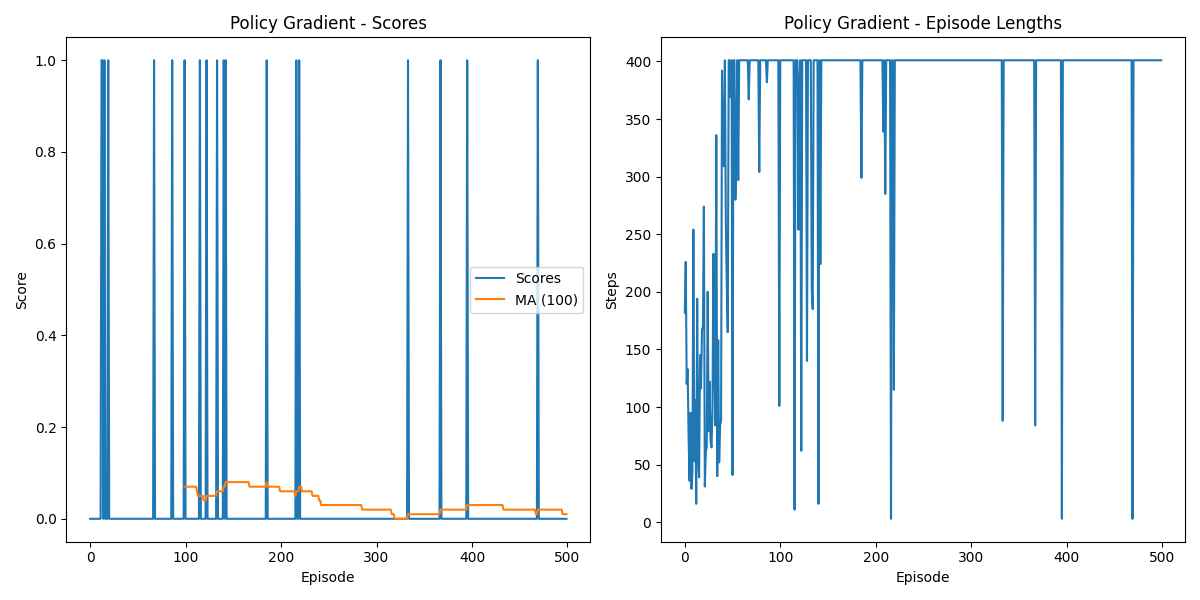 Policy Gradient - Scores
Score
1.0
0.8
0.6
0.4
0.2
0.0
Scores
MA (100)
0 100 200 300 400 500
Episode
Policy Gradient - Episode Lengths
Steps
400
350
300
250
200
150
100
50
0
0 100 200 300 400 500
Episode